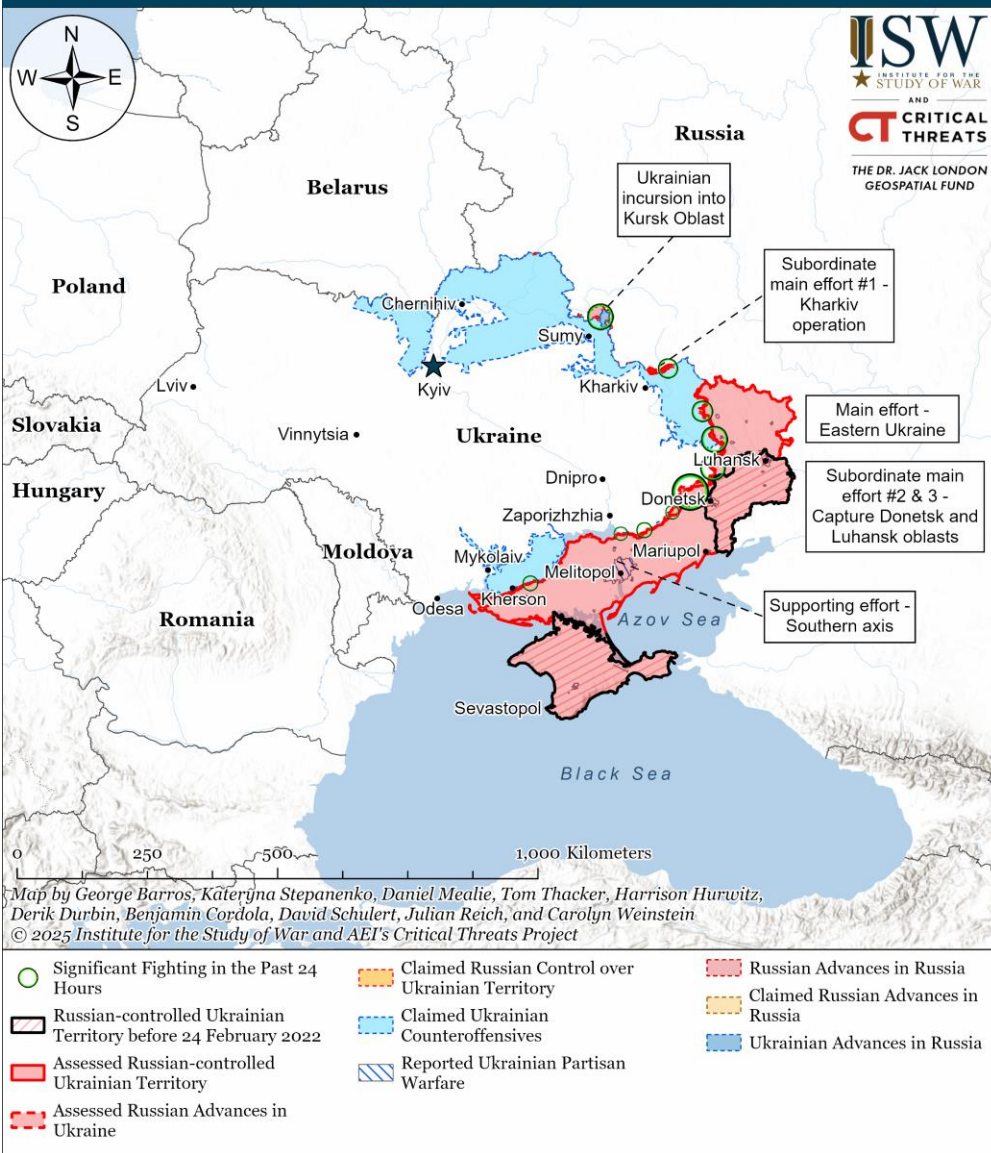 N
W
E
S
ISW
INSTITUTE FOR THE
STUDY OF WAR
AND
CT CRITICAL
THREATS
THE DR. JACK LONDON
GEOSPATIAL FUND
Russia
Belarus
Ukrainian
incursion into
Kursk Oblast
Subordinate
main effort #1 -
Kharkiv
operation
Poland
Chernihiv
Sumy
Kyiv
Kharkiv
Lviv
Slovakia
Vinnytsia
Ukraine
Main effort -
Eastern Ukraine
Luhansk
Hungary
Dnipro
Donetsk
Subordinate main
effort #2 & 3 -
Capture Donetsk and
Luhansk oblasts
Zaporizhzhia
Moldova
Mykolaiv
Mariupol
Melitopol
Kherson
Odesa
Romania
Azov Sea
Supporting effort -
Southern axis
Sevastopol
Black Sea
0 250 500 1,000 Kilometers
Map by George Barros, Kateryna Stepanenko, Daniel Mealie, Tom Thacker, Harrison Hurwitz,
Derik Durbin, Benjamin Cordola, David Schulert, Julian Reich, and Carolyn Weinstein
© 2025 Institute for the Study of War and AEI's Critical Threats Project
Significant Fighting in the Past 24
Hours
Russian-controlled Ukrainian
Territory before 24 February 2022
Assessed Russian-controlled
Ukrainian Territory
Assessed Russian Advances in
Ukraine
Claimed Russian Control over
Ukrainian Territory
Claimed Ukrainian
Counteroffensives
Reported Ukrainian Partisan
Warfare
Russian Advances in Russia
Claimed Russian Advances in
Russia
Ukrainian Advances in Russia